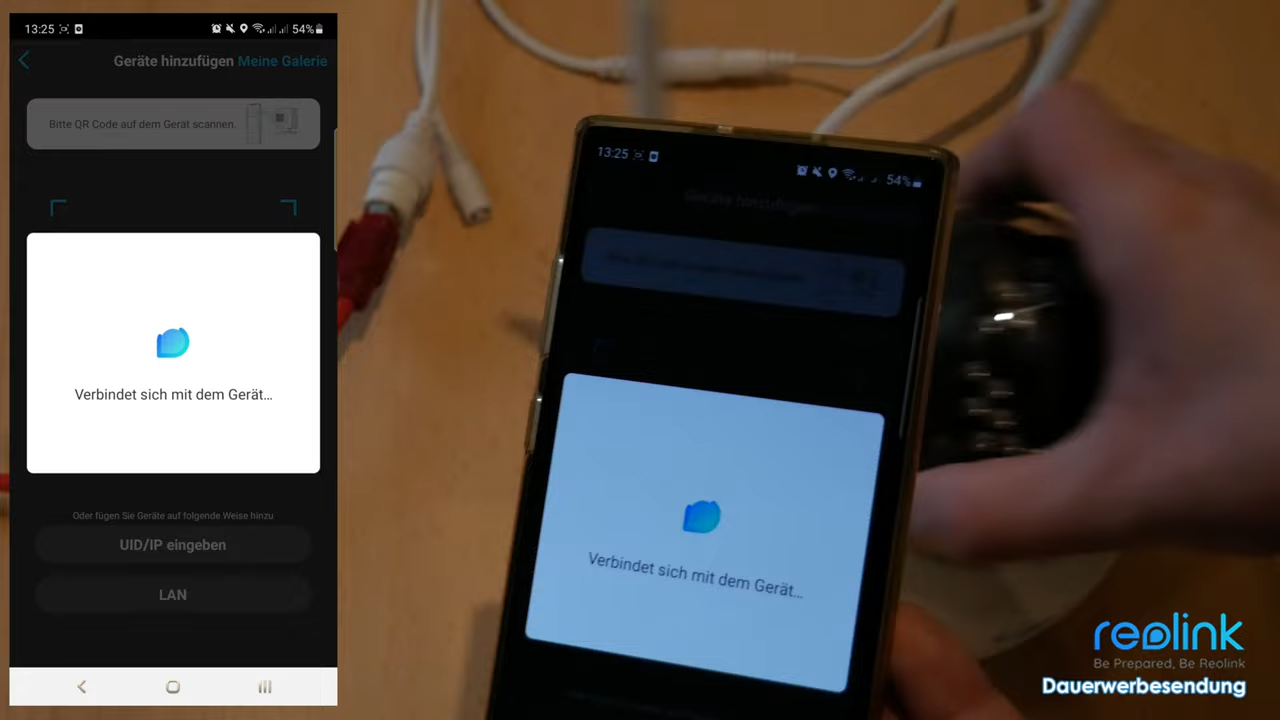 13:25
54%
Geräte hinzufügen Meine Galerie
Bitte QR Code auf dem Gerät scannen.
Verbindet sich mit dem Gerät...
Oder fügen Sie Geräte auf folgende Weise hinzu
UID/IP eingeben
LAN
13:25
54%
Geräte hinzufügen
Verbindet sich mit dem Gerät...
reolink
Be Prepared, Be Reolink
Dauerwerbesendung